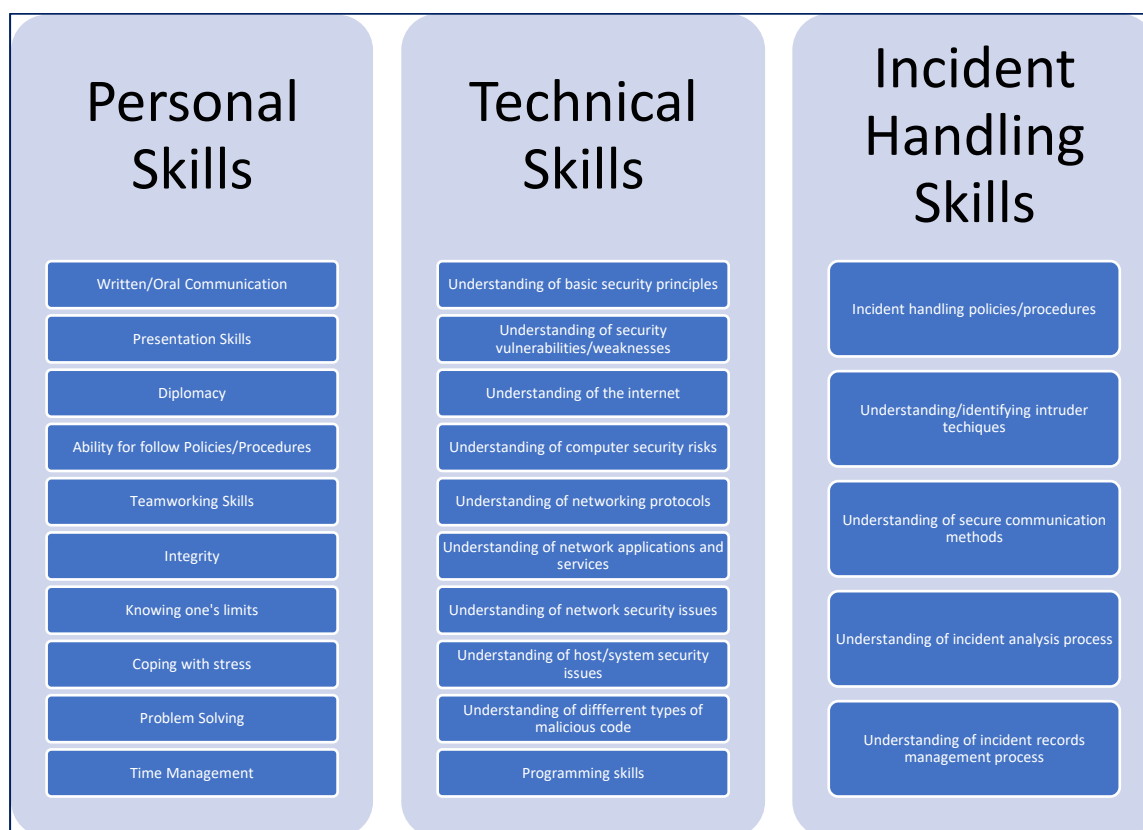 Personal
Skills
Written/Oral Communication
Presentation Skills
Diplomacy
Ability for follow Policies/Procedures
Teamworking Skills
Integrity
Knowing one's limits
Coping with stress
Problem Solving
Time Management
Technical
Skills
Understanding of basic security principles
Understanding of security
vulnerabilities/weaknesses
Understanding of the internet
Understanding of computer security risks
Understanding of networking protocols
Understanding of network applications and
services
Understanding of network security issues
Understanding of host/system security
issues
Understanding of diffferrent types of
malicious code
Programming skills
Incident
Handling
Skills
Incident handling policies/procedures
Understanding/identifying intruder
techiques
Understanding of secure communication
methods
Understanding of incident analysis process
Understanding of incident records
management process